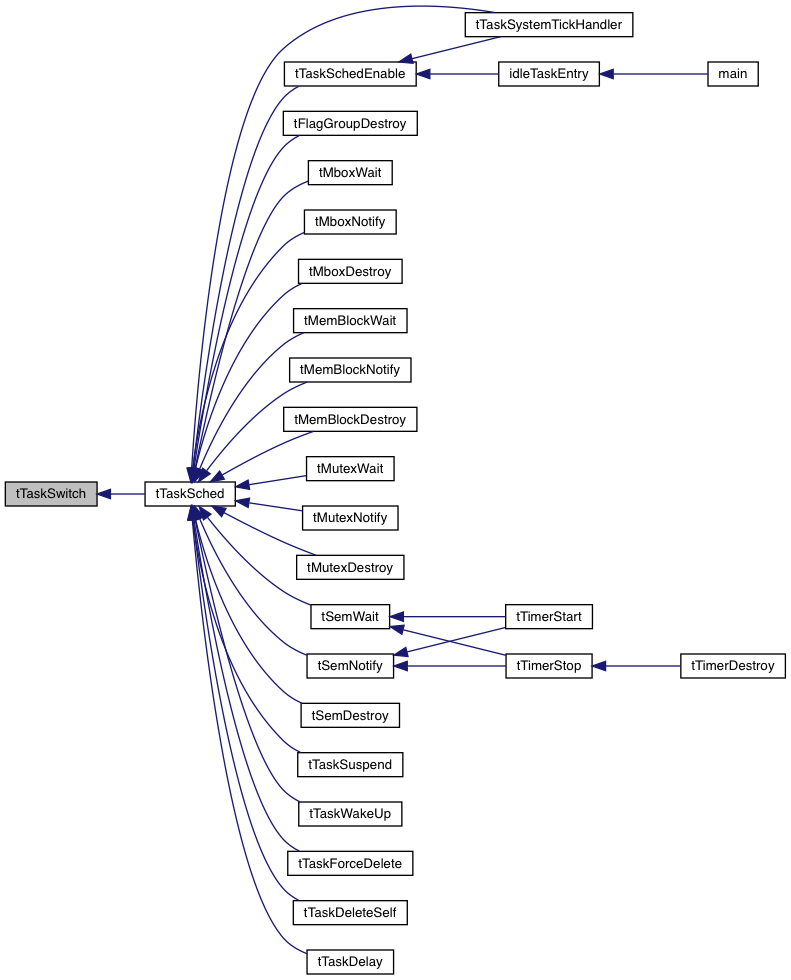 tTaskSystemTickHandler
tTaskSchedEnable
idleTaskEntry
main
tFlagGroupDestroy
tMboxWait
tMboxNotify
tMboxDestroy
tMemBlockWait
tMemBlockNotify
tMemBlockDestroy
tMutexWait
tTaskSwitch
tTaskSched
tMutexNotify
tMutexDestroy
tSemWait
tTimerStart
tSemNotify
tTimerStop
tTimerDestroy
tSemDestroy
tTaskSuspend
tTaskWakeUp
tTaskForceDelete
tTaskDeleteSelf
tTaskDelay